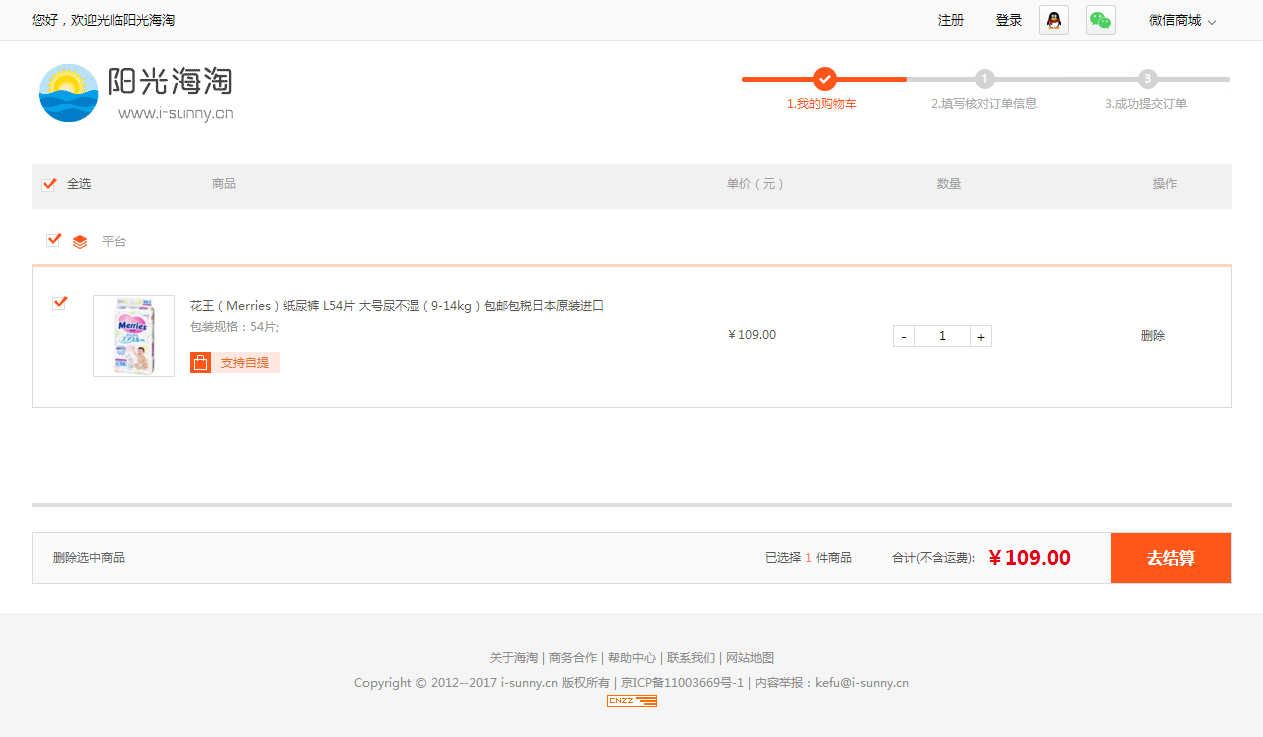 您好，欢迎光临阳光海淘 注册 登录 微信商城
阳光海淘
www.i-sunny.cn
1 3
1.我的购物车 2.填写核对订单信息 3.成功提交订单
全选 商品 单价（元） 数量 操作
平台
花王（Merries）纸尿裤 L54片 大号尿不湿（9-14kg）包邮包税日本原装进口
包装规格：54片;
Merries
￥109.00 - 1 + 删除
支持自提
删除选中商品 已选择 1 件商品 合计(不含运费): ￥109.00 去结算
关于海淘 | 商务合作 | 帮助中心 | 联系我们 | 网站地图
Copyright © 2012--2017 i-sunny.cn 版权所有 | 京ICP备11003669号-1 | 内容举报：kefu@i-sunny.cn
CNZZ